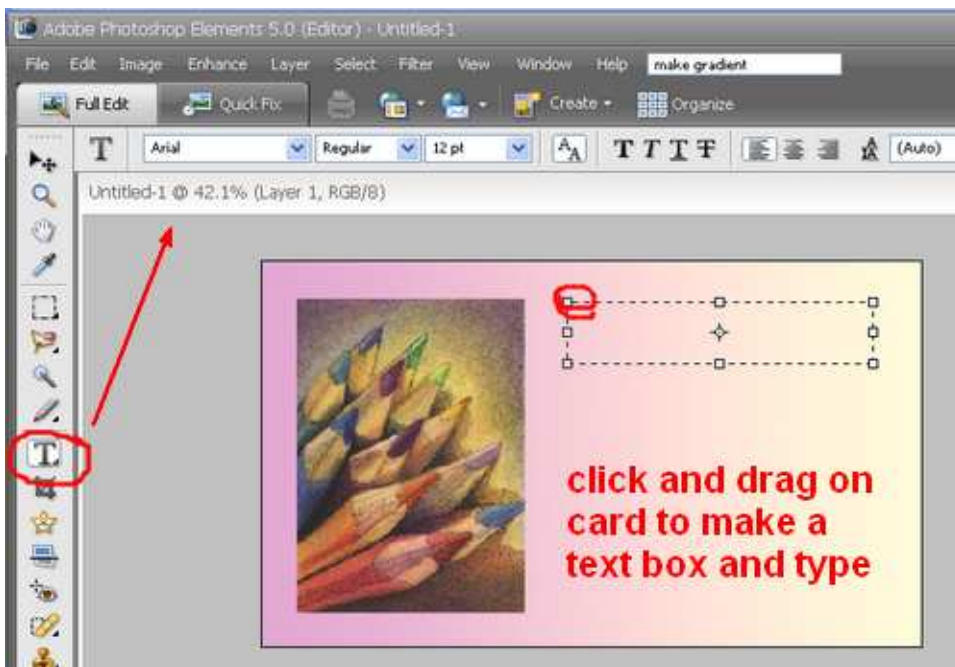 Adobe Photoshop Elements 5.0 (Editor) - Untitled-1
File Edit Image Enhance Layer Select Filter View Window Help make gradient
Full Edit Quick Fix Create Organize
T Arial Regular 12 pt AA T T T T (Auto)
Untitled-1 @ 42.1% (Layer 1, RGB/8)
T
click and drag on
card to make a
text box and type